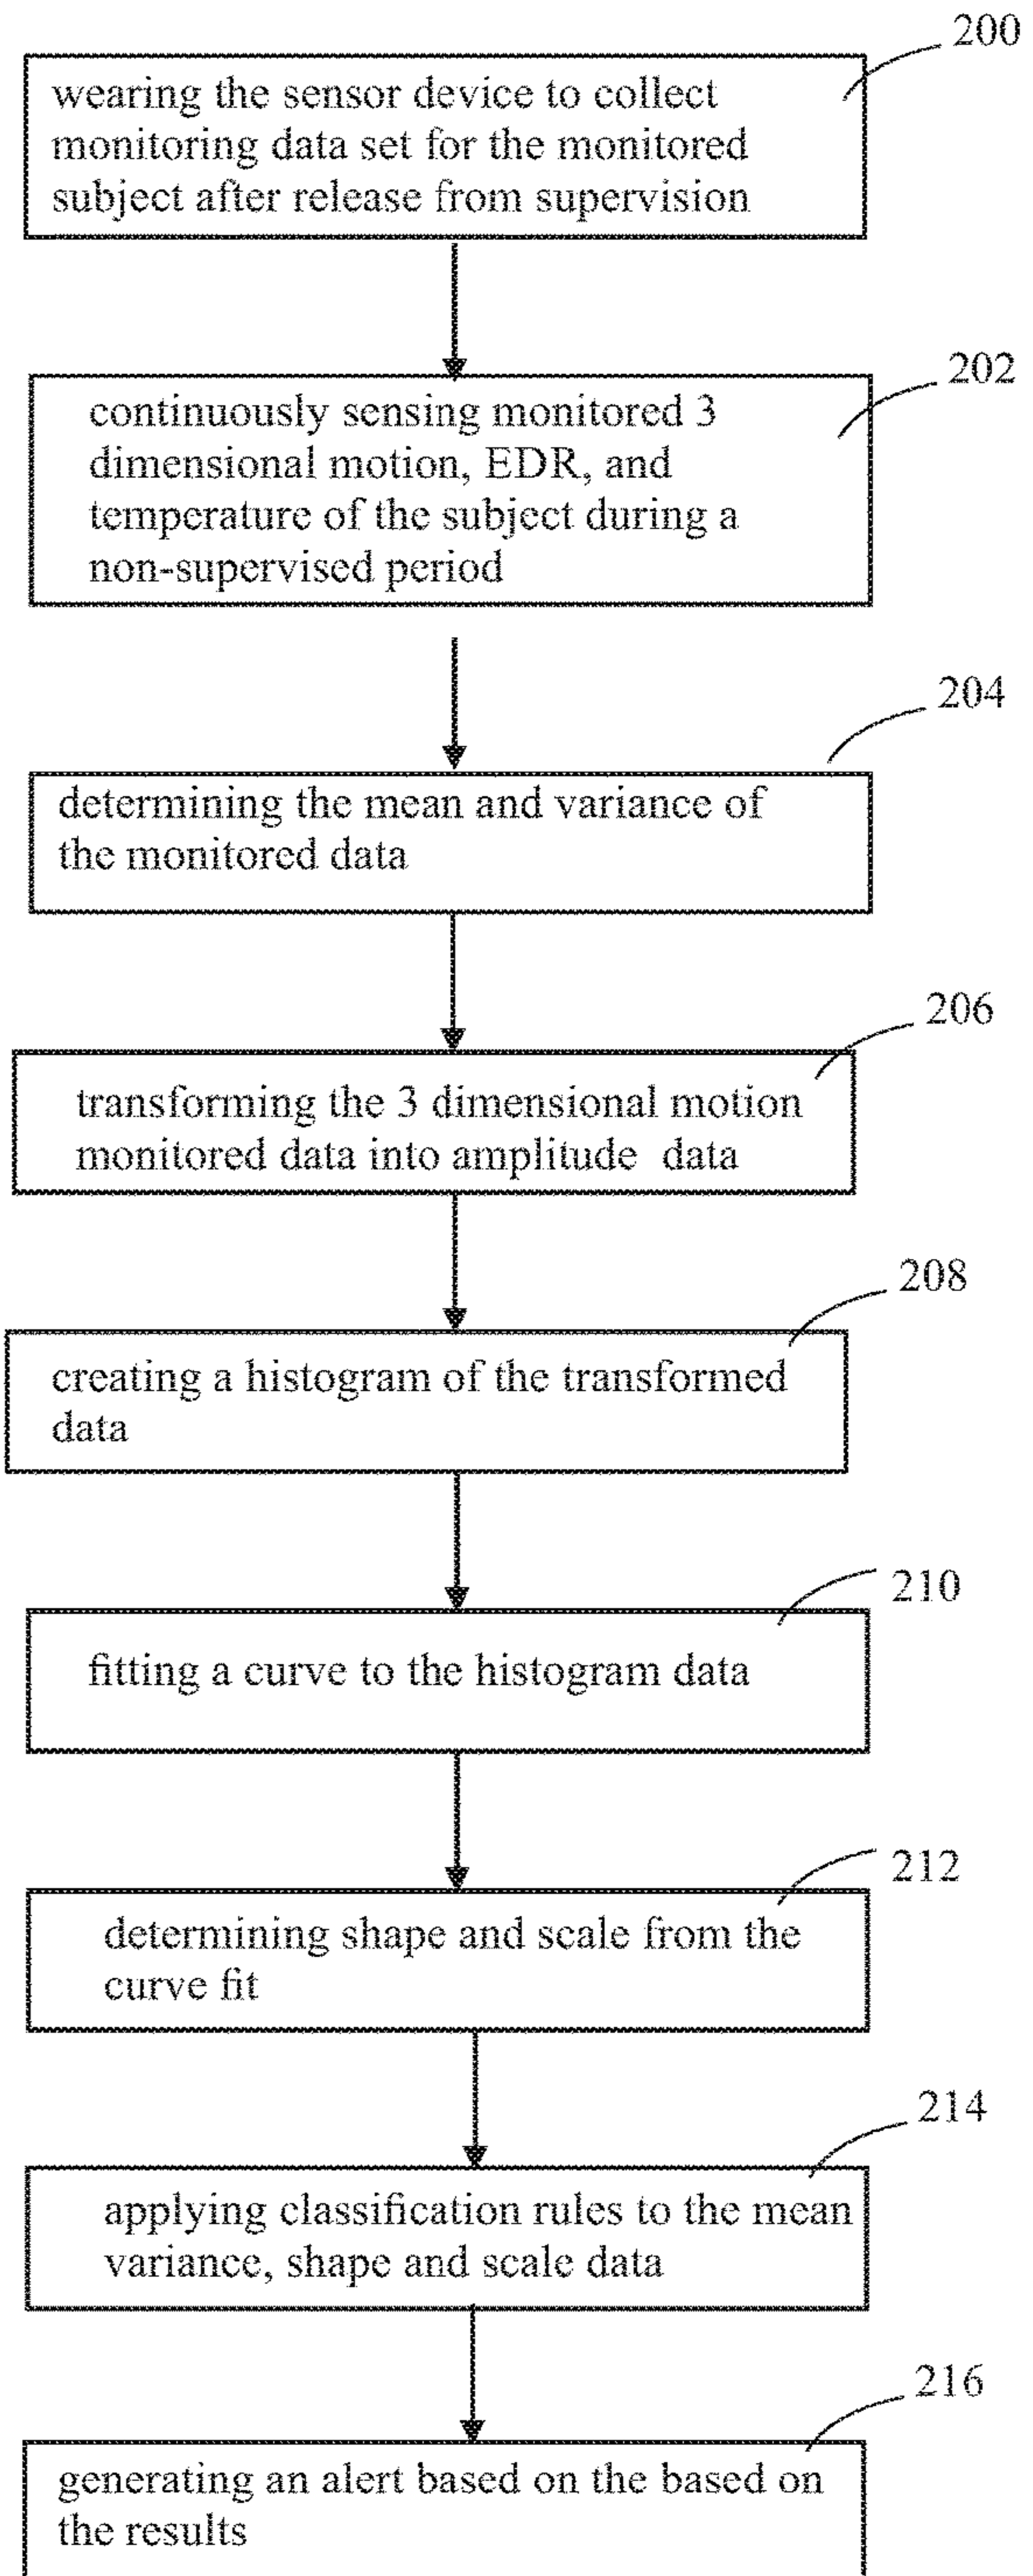 200
wearing the sensor device to collect
monitoring data set for the monitored
subject after release from supervision
202
continuously sensing monitored 3
dimensional motion, EDR, and
temperature of the subject during a
non-supervised period
204
determining the mean and variance of
the monitored data
206
transforming the 3 dimensional motion
monitored data into amplitude data
208
creating a histogram of the transformed
data
210
fitting a curve to the histogram data
212
determining shape and scale from the
curve fit
214
applying classification rules to the mean
variance, shape and scale data
216
generating an alert based on the based on
the results